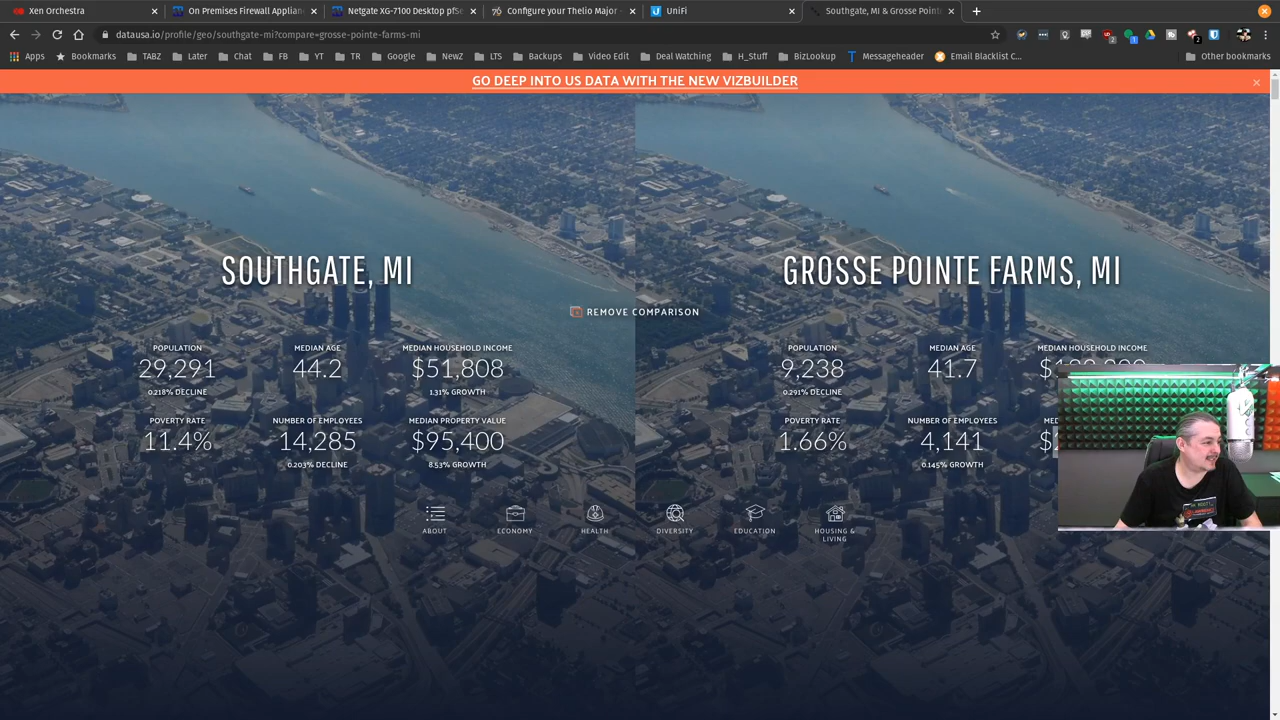 Xen Orchestra
On Premises Firewall Applian
Netgate XG-7100 Desktop pfSe
Configure your Thelio Major –
UniFi
Southgate, MI & Grosse Point
datausa.io/profile/geo/southgate-mi?compare=grosse-pointe-farms-mi
Apps Bookmarks TABZ Later Chat FB YT TR Google NewZ LTS Backups Video Edit Deal Watching H_Stuff BizLookup Messageheader Email Blacklist C... Other bookmarks
GO DEEP INTO US DATA WITH THE NEW VIZBUILDER
SOUTHGATE, MI
GROSSE POINTE FARMS, MI
REMOVE COMPARISON
POPULATION MEDIAN AGE MEDIAN HOUSEHOLD INCOME
29,291 44.2 $51,808
0.218% DECLINE 1.31% GROWTH
POVERTY RATE NUMBER OF EMPLOYEES MEDIAN PROPERTY VALUE
11.4% 14,285 $95,400
0.203% DECLINE 8.53% GROWTH
POPULATION MEDIAN AGE MEDIAN HOUSEHOLD INCOME
9,238 41.7
0.291% DECLINE
POVERTY RATE NUMBER OF EMPLOYEES
1.66% 4,141
0.145% GROWTH
ABOUT ECONOMY HEALTH DIVERSITY EDUCATION HOUSING &
LIVING